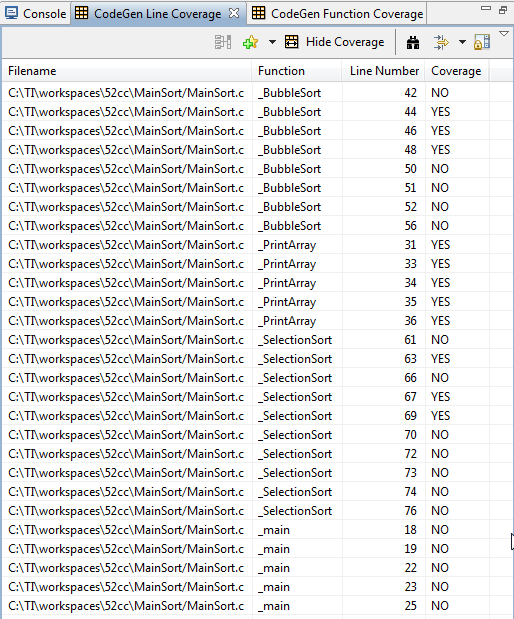 Console CodeGen Line Coverage CodeGen Function Coverage
Hide Coverage
Filename Function Line Number Coverage
C:\TI\workspaces\52cc\MainSort/MainSort.c _BubbleSort 42 NO
C:\TI\workspaces\52cc\MainSort/MainSort.c _BubbleSort 44 YES
C:\TI\workspaces\52cc\MainSort/MainSort.c _BubbleSort 46 YES
C:\TI\workspaces\52cc\MainSort/MainSort.c _BubbleSort 48 YES
C:\TI\workspaces\52cc\MainSort/MainSort.c _BubbleSort 50 NO
C:\TI\workspaces\52cc\MainSort/MainSort.c _BubbleSort 51 NO
C:\TI\workspaces\52cc\MainSort/MainSort.c _BubbleSort 52 NO
C:\TI\workspaces\52cc\MainSort/MainSort.c _BubbleSort 56 NO
C:\TI\workspaces\52cc\MainSort/MainSort.c _PrintArray 31 YES
C:\TI\workspaces\52cc\MainSort/MainSort.c _PrintArray 33 YES
C:\TI\workspaces\52cc\MainSort/MainSort.c _PrintArray 34 YES
C:\TI\workspaces\52cc\MainSort/MainSort.c _PrintArray 35 YES
C:\TI\workspaces\52cc\MainSort/MainSort.c _PrintArray 36 YES
C:\TI\workspaces\52cc\MainSort/MainSort.c _SelectionSort 61 NO
C:\TI\workspaces\52cc\MainSort/MainSort.c _SelectionSort 63 YES
C:\TI\workspaces\52cc\MainSort/MainSort.c _SelectionSort 66 NO
C:\TI\workspaces\52cc\MainSort/MainSort.c _SelectionSort 67 YES
C:\TI\workspaces\52cc\MainSort/MainSort.c _SelectionSort 69 YES
C:\TI\workspaces\52cc\MainSort/MainSort.c _SelectionSort 70 NO
C:\TI\workspaces\52cc\MainSort/MainSort.c _SelectionSort 72 NO
C:\TI\workspaces\52cc\MainSort/MainSort.c _SelectionSort 73 NO
C:\TI\workspaces\52cc\MainSort/MainSort.c _SelectionSort 74 NO
C:\TI\workspaces\52cc\MainSort/MainSort.c _SelectionSort 76 NO
C:\TI\workspaces\52cc\MainSort/MainSort.c _main 18 NO
C:\TI\workspaces\52cc\MainSort/MainSort.c _main 19 NO
C:\TI\workspaces\52cc\MainSort/MainSort.c _main 22 NO
C:\TI\workspaces\52cc\MainSort/MainSort.c _main 23 NO
C:\TI\workspaces\52cc\MainSort/MainSort.c _main 25 NO